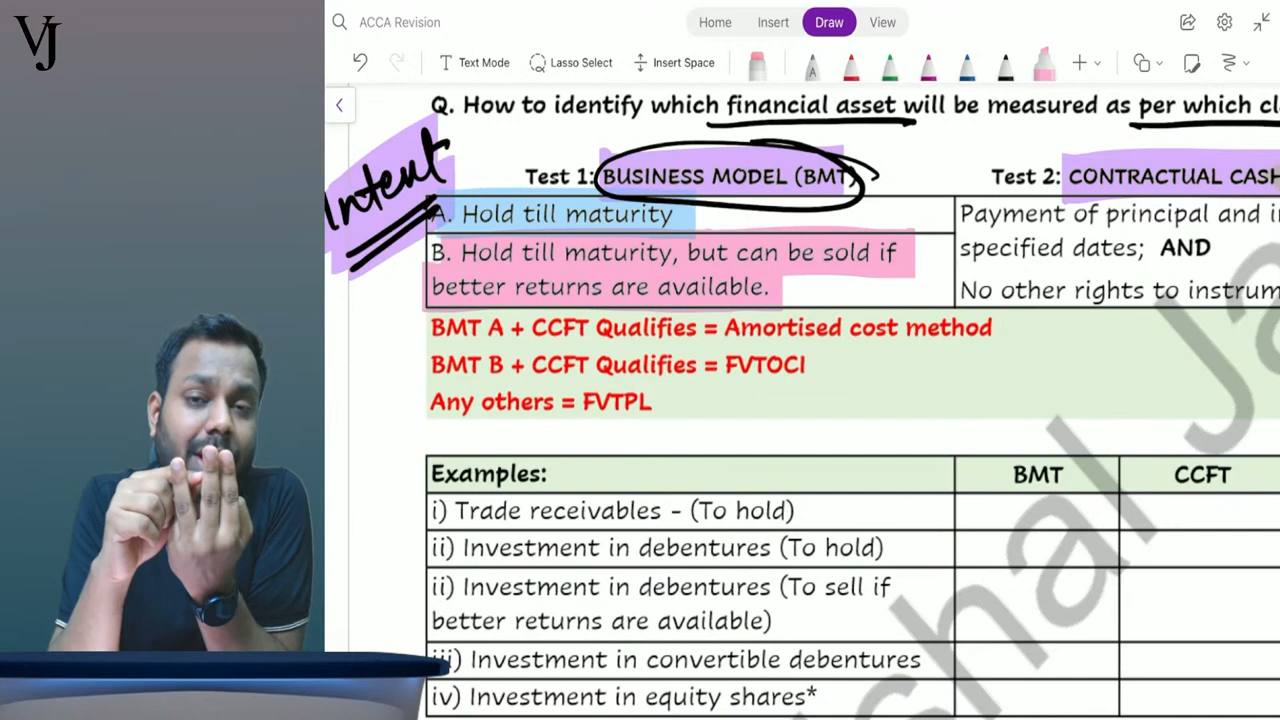 VJ
ACCA Revision
Home Insert Draw View
Text Mode Lasso Select Insert Space
Q. How to identify which financial asset will be measured as per which cl
Intent
Test 1: BUSINESS MODEL (BMT) Test 2: CONTRACTUAL CASH
A. Hold till maturity
B. Hold till maturity, but can be sold if
better returns are available.
Payment of principal and in
specified dates; AND
No other rights to instrum
BMT A + CCFT Qualifies = Amortised cost method
BMT B + CCFT Qualifies = FVTOCI
Any others = FVTPL
Examples: BMT CCFT
i) Trade receivables - (To hold)
ii) Investment in debentures (To hold)
ii) Investment in debentures (To sell if
better returns are available)
iii) Investment in convertible debentures
iv) Investment in equity shares*
shal Ja